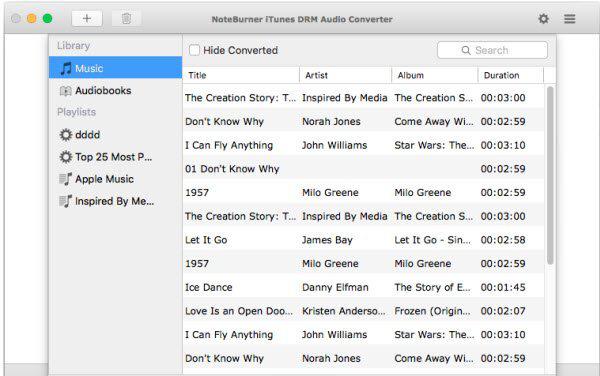 NoteBurner iTunes DRM Audio Converter
Library
Music
Audiobooks
Playlists
dddd
Top 25 Most P...
Apple Music
Inspired By Me...
Hide Converted
Search
Title Artist Album Duration
The Creation Story: T... Inspired By Media The Creation S... 00:03:00
Don't Know Why Norah Jones Come Away Wi... 00:02:59
I Can Fly Anything John Williams Star Wars: The... 00:03:10
01 Don't Know Why 00:02:59
1957 Milo Greene Milo Greene 00:02:59
The Creation Story: T... Inspired By Media The Creation S... 00:03:00
Let It Go James Bay Let It Go - Sin... 00:02:58
1957 Milo Greene Milo Greene 00:02:59
Ice Dance Danny Elfman The Story of E... 00:01:45
Love Is an Open Doo... Kristen Anderso... Frozen (Origin... 00:02:07
I Can Fly Anything John Williams Star Wars: The... 00:03:10
Don't Know Why Norah Jones Come Away Wi... 00:02:59